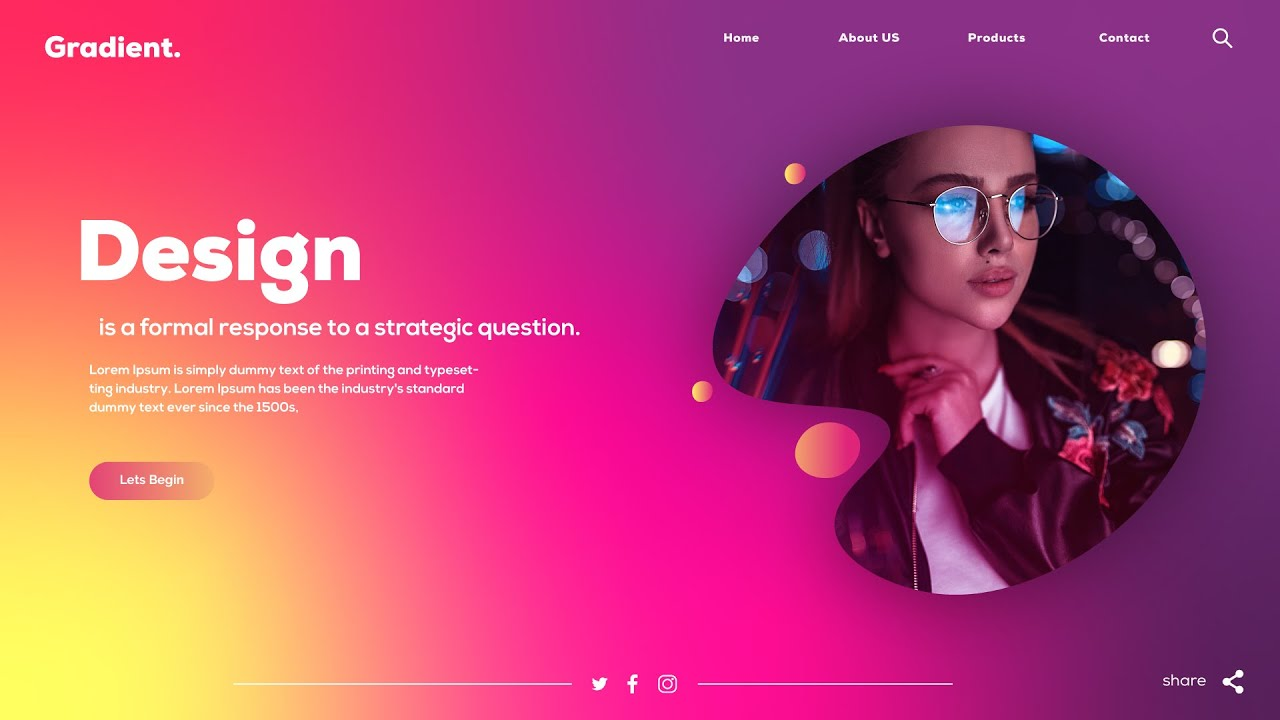 Gradient.
Home About US Products Contact
Design
is a formal response to a strategic question.
Lorem Ipsum is simply dummy text of the printing and typeset-
ting industry. Lorem Ipsum has been the industry's standard
dummy text ever since the 1500s,
Lets Begin
share